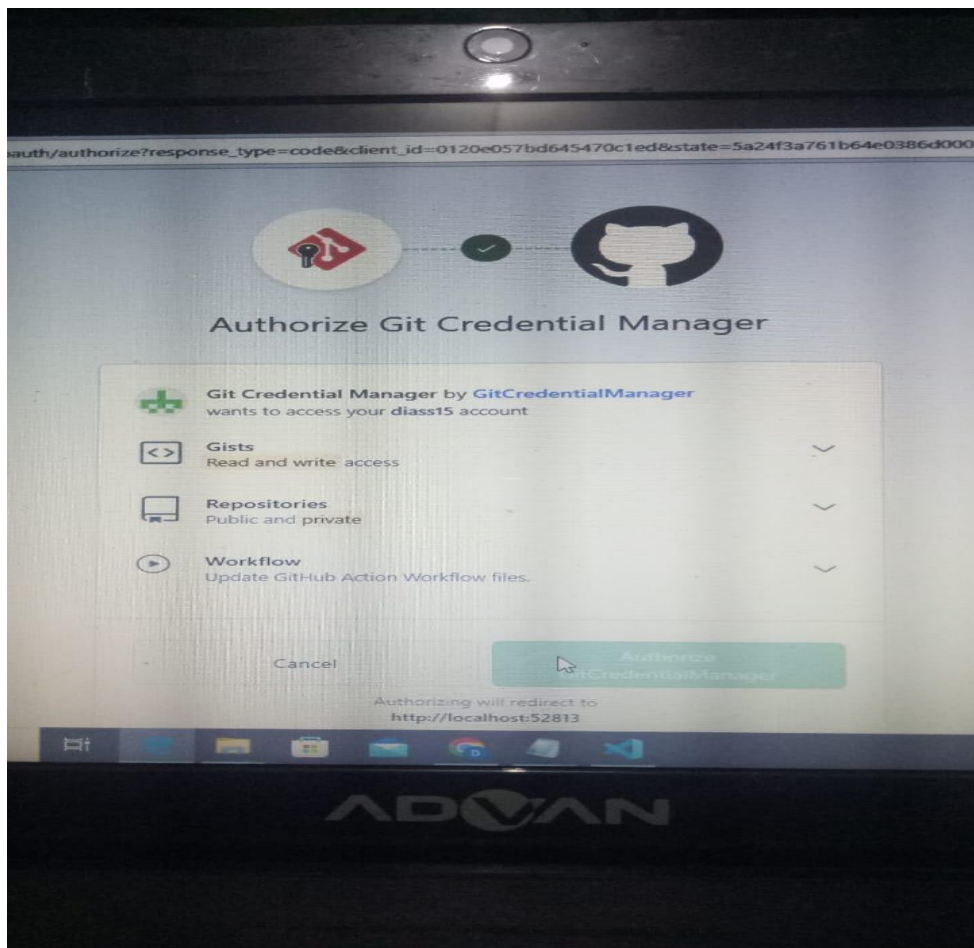 oauth/authorize?response_type=code&client_id=0120e057bd645470c1ed&state=5a24f3a761b64e0386d000
Authorize Git Credential Manager
Git Credential Manager by GitCredentialManager
wants to access your diass15 account
Gists
Read and write access
Repositories
Public and private
Workflow
Update GitHub Action Workflow files.
Cancel
Authorize
GitCredentialManager
Authorizing will redirect to
http://localhost:52813
ADVAN